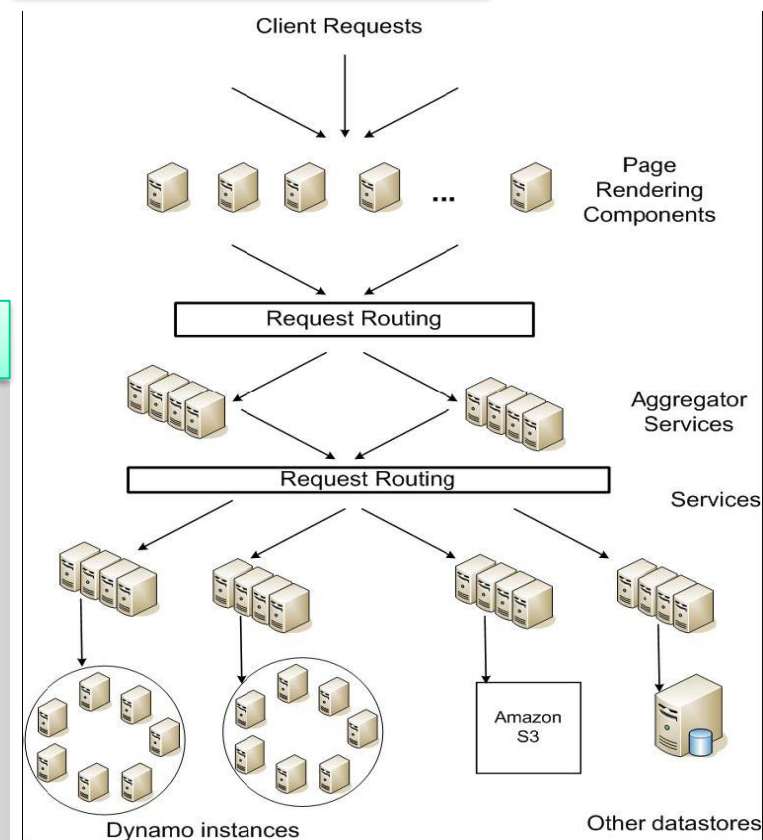 Client Requests
Page
Rendering
Components
...
Request Routing
Aggregator
Services
Request Routing
Services
Amazon
S3
Dynamo instances
Other datastores